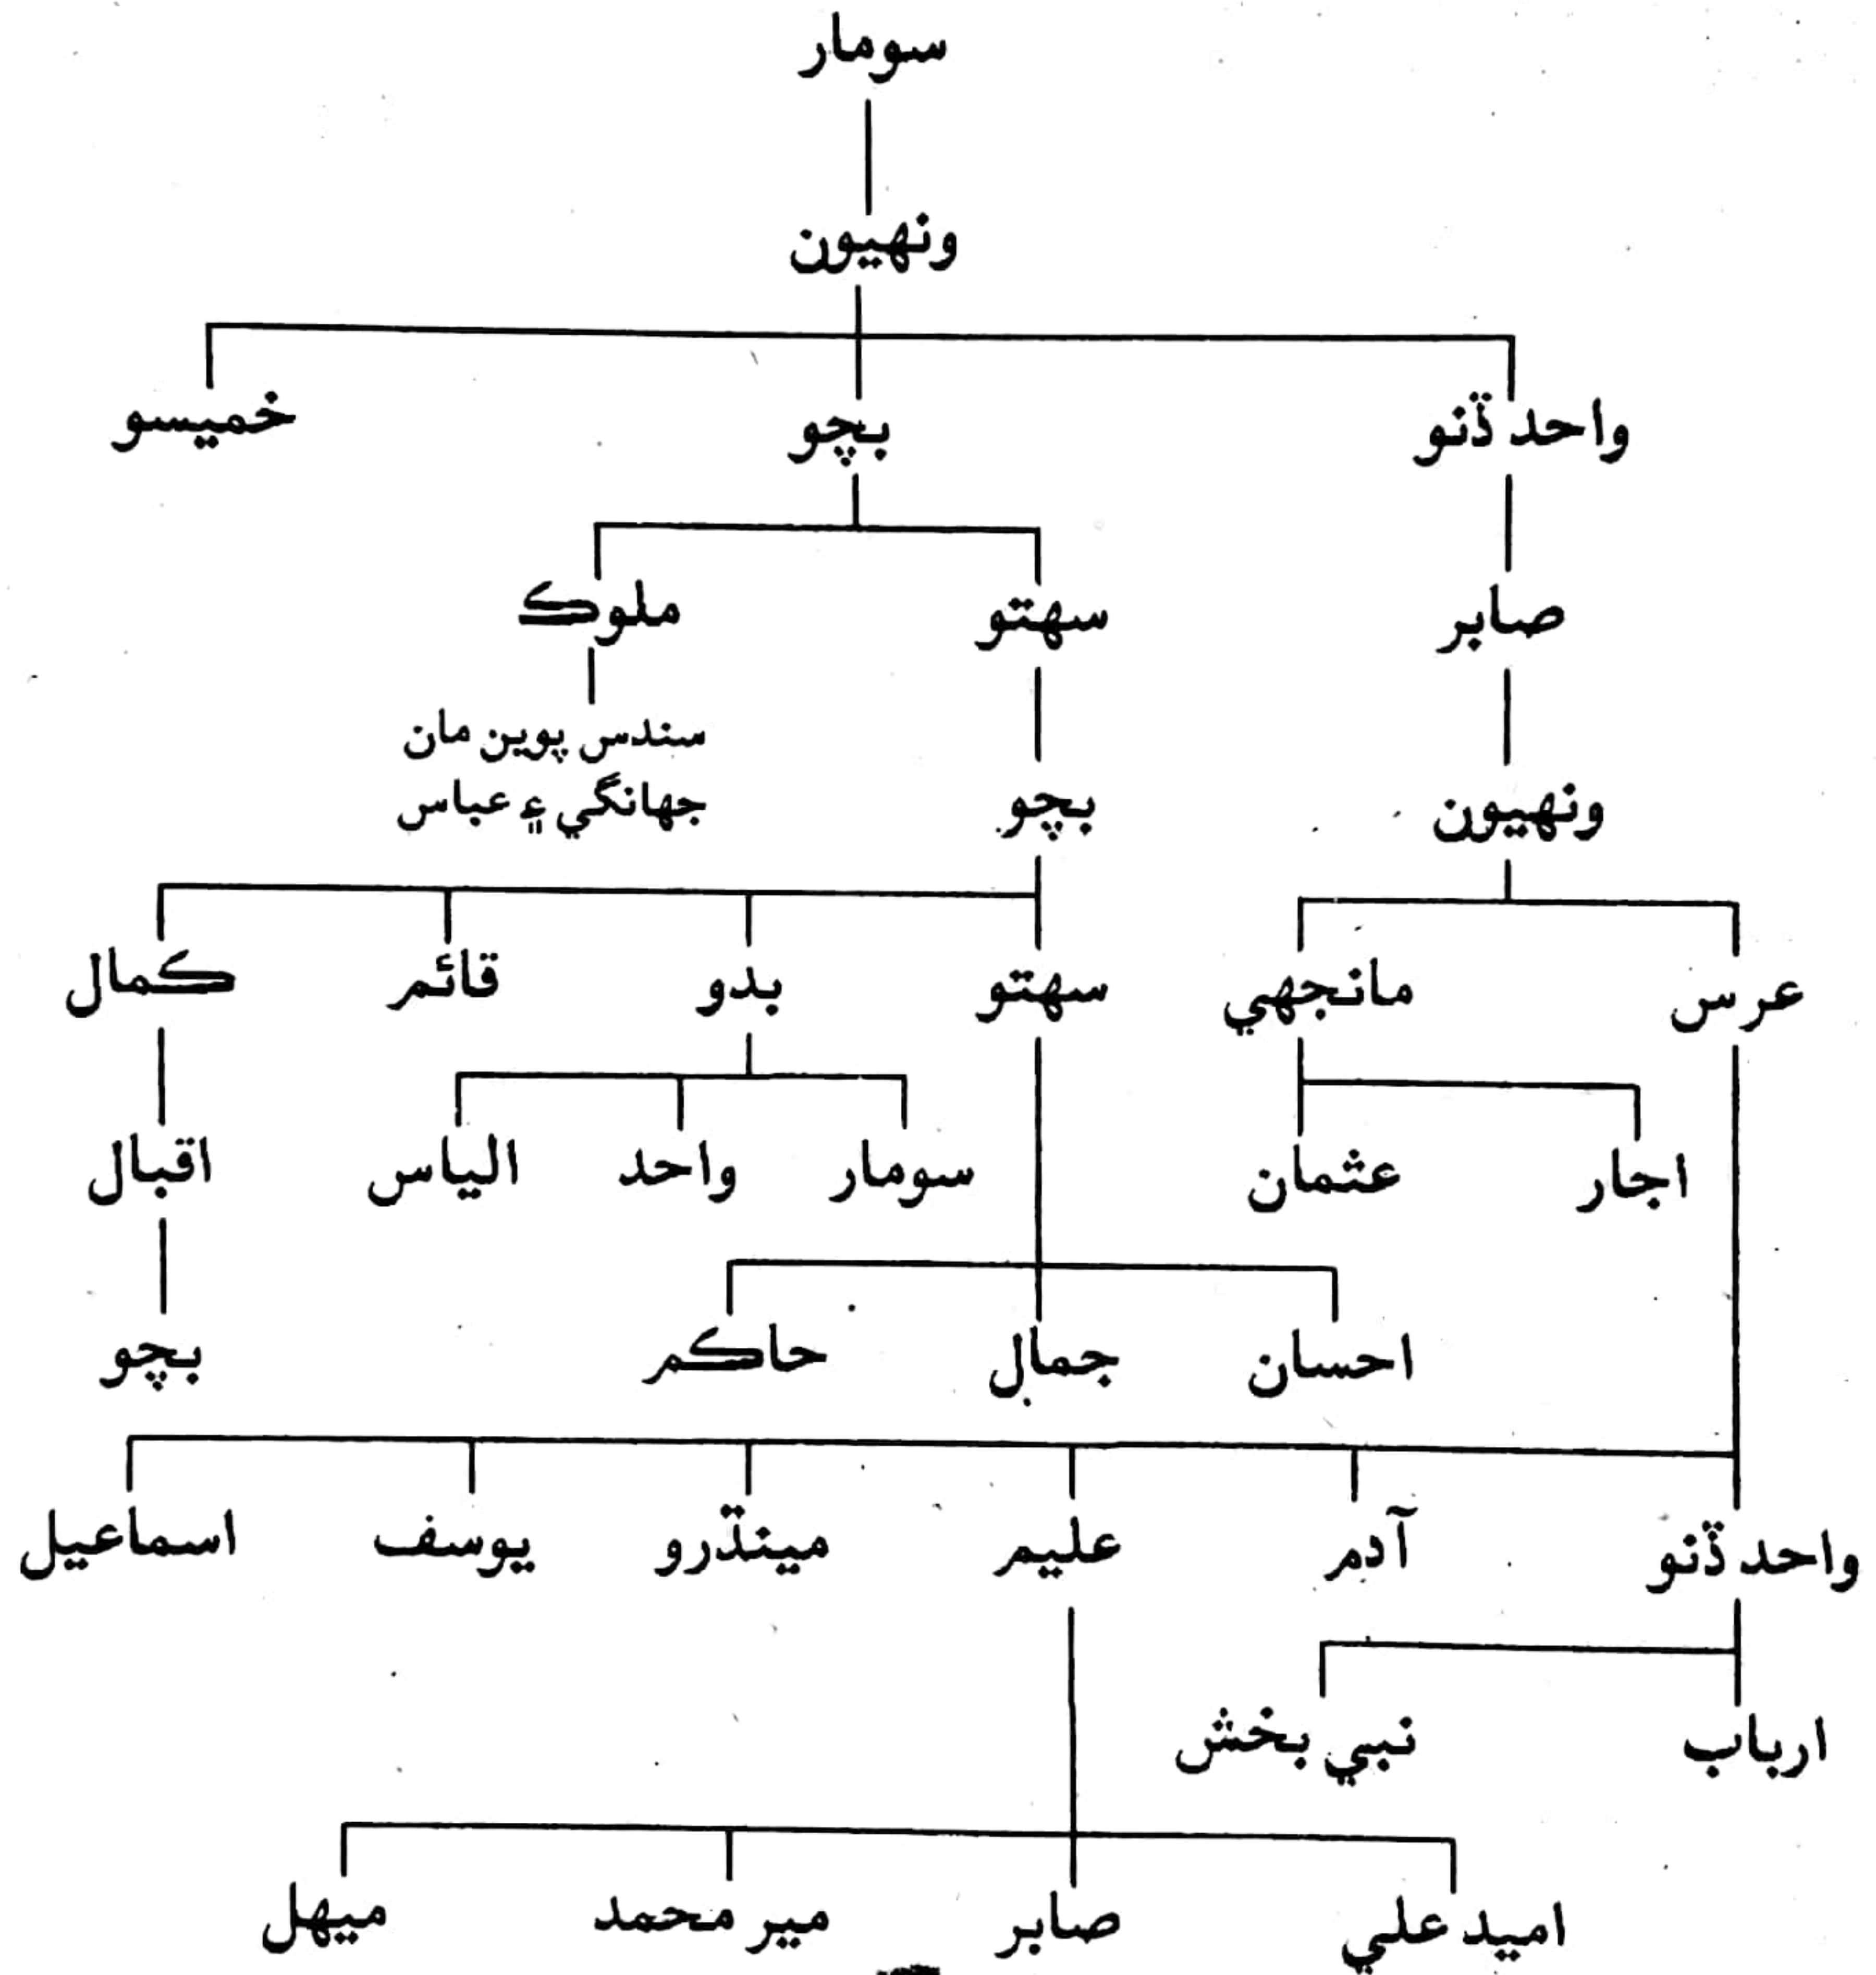 سومار
ونهيون
واحد ڏنو
بچو
خميسو
صابر
سهتو
ملوڪ
سندس پوين مان
جهانگي ۽ عباس
ونهيون
بچو
عرس
مانجهي
سهتو
بدو
قائم
ڪمال
اجار
عثمان
سومار
واحد
الياس
اقبال
احسان
جمال
حاڪم
بچو
واحد ڏنو
آدم
عليم
مينڌرو
يوسف
اسماعيل
ارباب
نبي بخش
اميد علي
صابر
مير محمد
ميهل